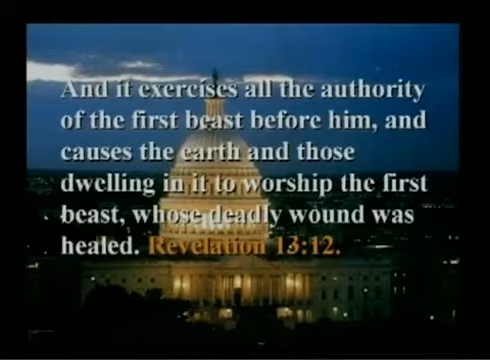 And it exercises all the authority
of the first beast before him, and
causes the earth and those
dwelling in it to worship the first
beast, whose deadly wound was
healed. Revelation 13:12.